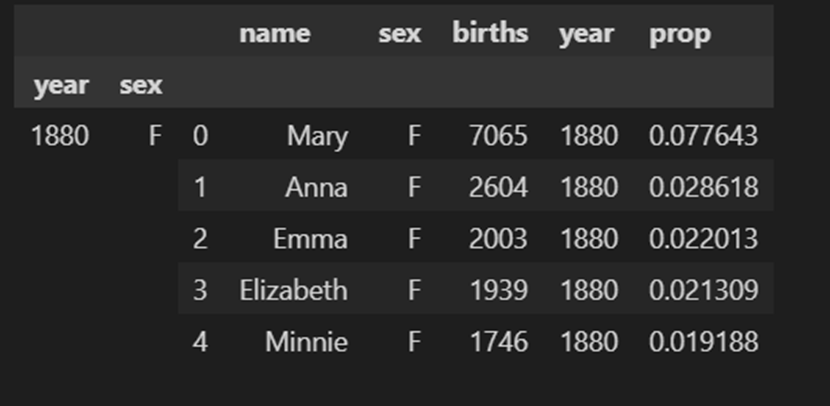 name sex births year prop
year sex
1880 F 0 Mary F 7065 1880 0.077643
1 Anna F 2604 1880 0.028618
2 Emma F 2003 1880 0.022013
3 Elizabeth F 1939 1880 0.021309
4 Minnie F 1746 1880 0.019188